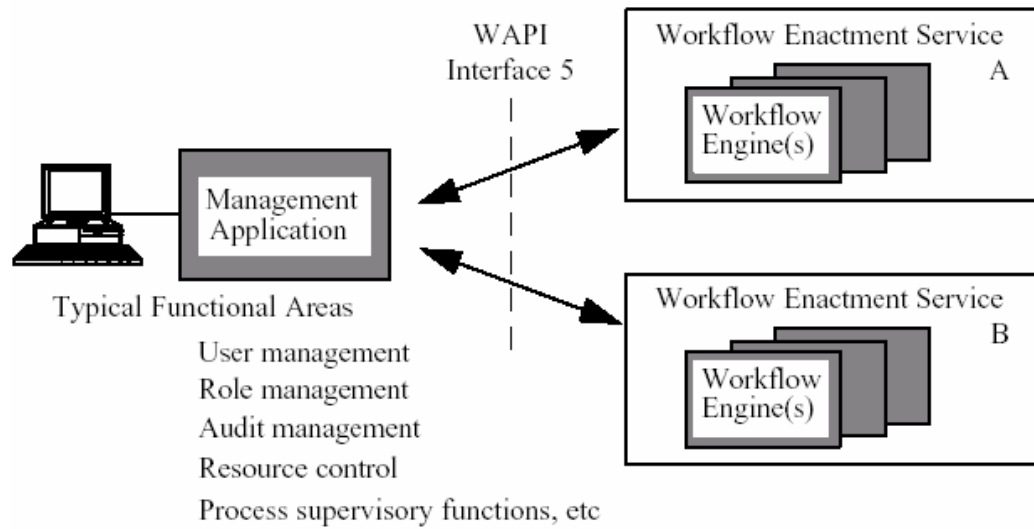 WAPI
Interface 5
Workflow Enactment Service
A
Workflow
Engine(s)
Management
Application
Typical Functional Areas
User management
Role management
Audit management
Resource control
Process supervisory functions, etc
Workflow Enactment Service
B
Workflow
Engine(s)